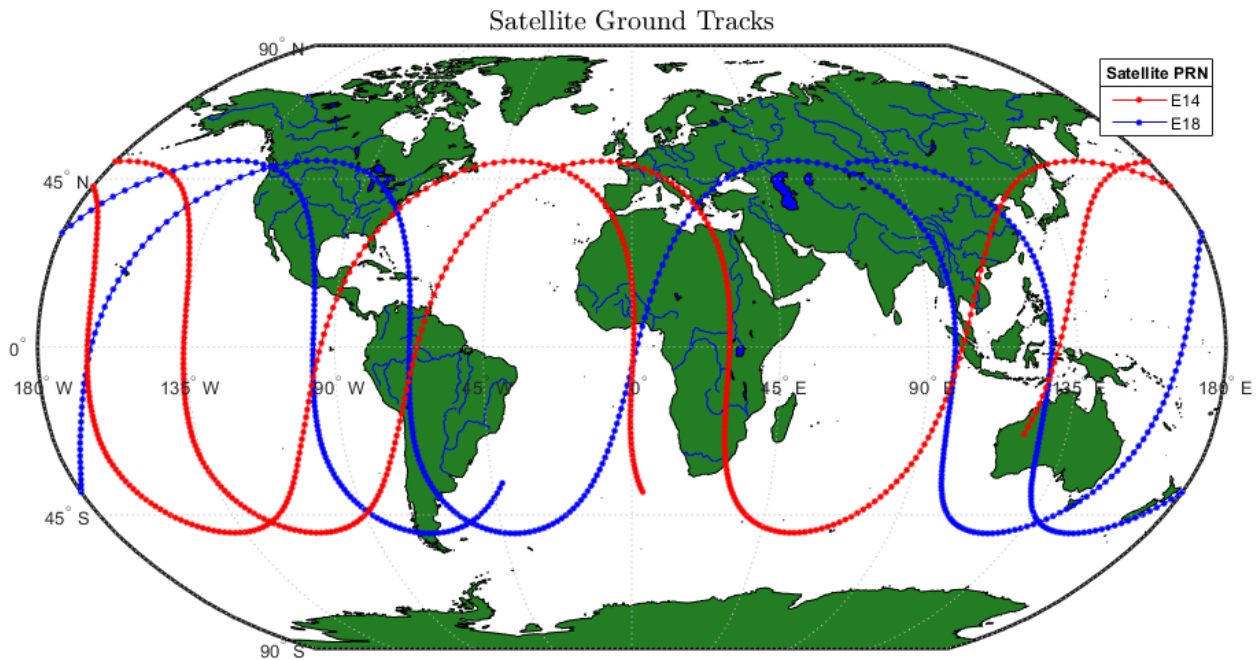 Satellite Ground Tracks
90° N
Satellite PRN
E14
E18
45° N
0°
180° W 135° W 90° W 45° W 0° E 45° E 90° E 135° E 180° E
45° S
90° S